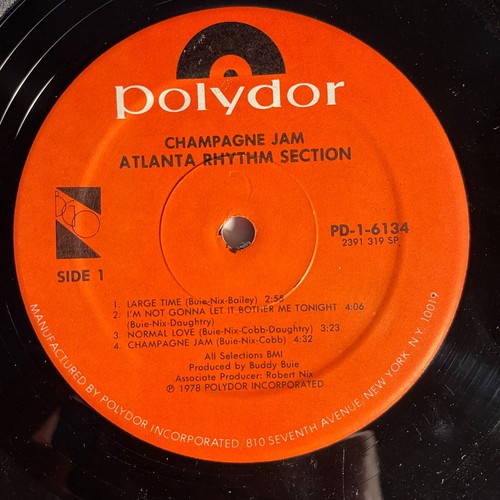 polydor
CHAMPAGNE JAM
ATLANTA RHYTHM SECTION
PD-1-6134
2391 319 SP
SIDE 1
1. LARGE TIME (Buie-Nix-Bailey) 2:55
2. I'M NOT GONNA LET IT BOTHER ME TONIGHT 4:06
(Buie-Nix-Daughtry)
3. NORMAL LOVE (Buie-Nix-Cobb-Daughtry) 3:23
4. CHAMPAGNE JAM (Buie-Nix-Cobb) 4:32
All Selections BMI
Produced by Buddy Buie
Associate Producer: Robert Nix
℗ 1978 POLYDOR INCORPORATED
MANUFACTURED BY POLYDOR INCORPORATED, 810 SEVENTH AVENUE, NEW YORK, N.Y. 10019